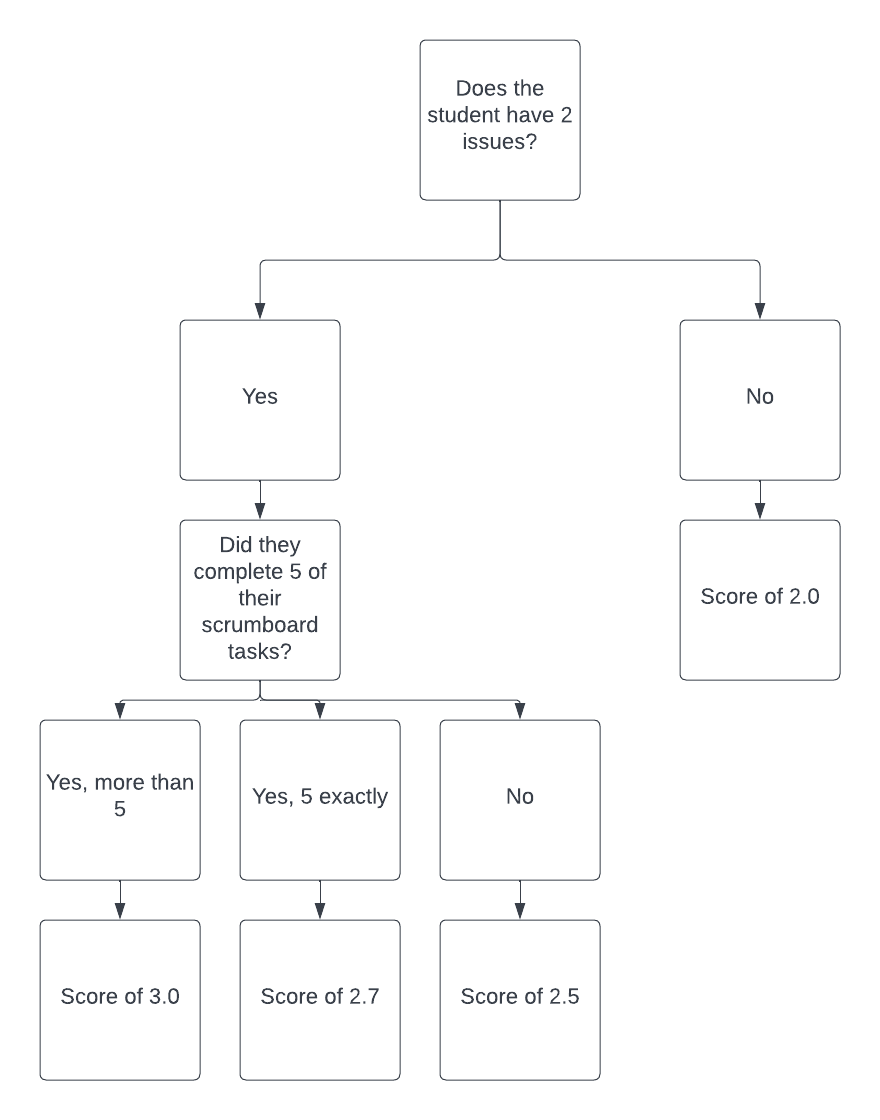 Does the
student have 2
issues?
Yes
No
Did they
complete 5 of
their
scrumboard
tasks?
Score of 2.0
Yes, more than
5
Yes, 5 exactly
No
Score of 3.0
Score of 2.7
Score of 2.5